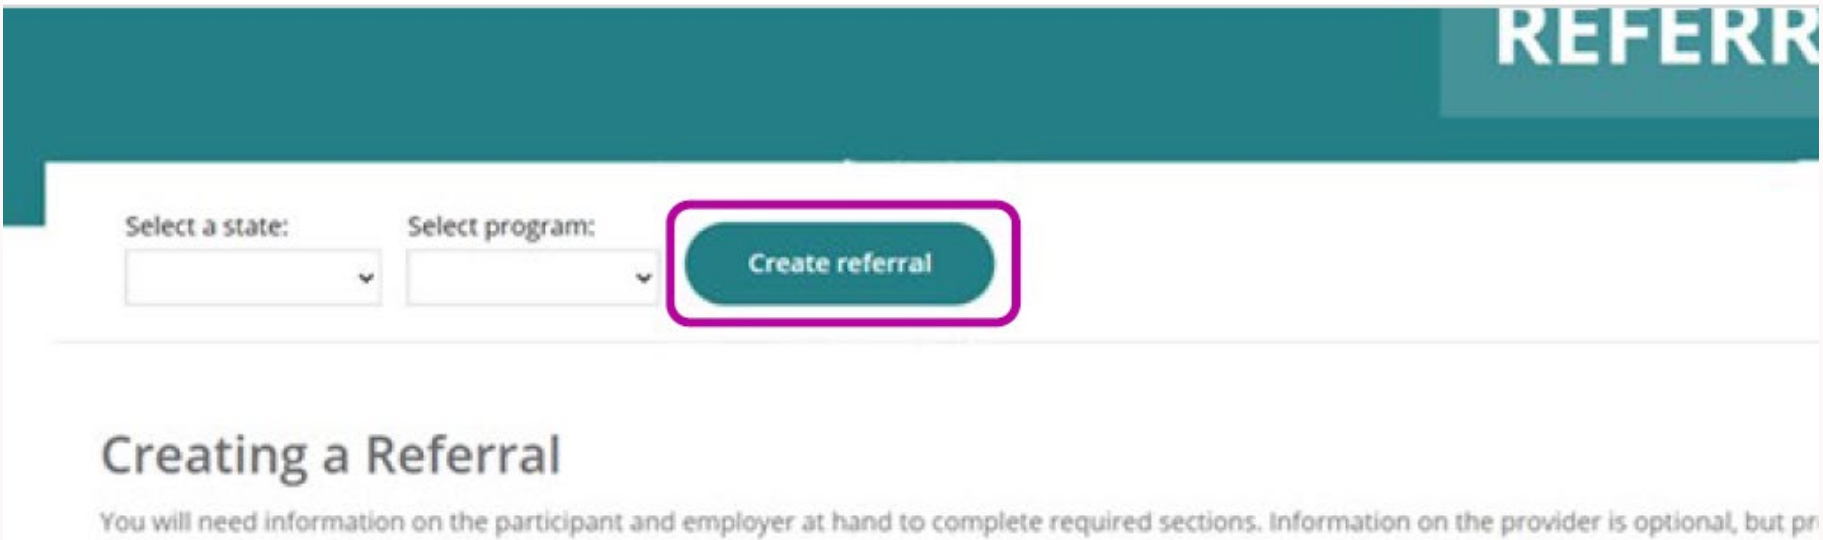 REFERR
Select a state: Select program:
Create referral
Creating a Referral
You will need information on the participant and employer at hand to complete required sections. Information on the provider is optional, but